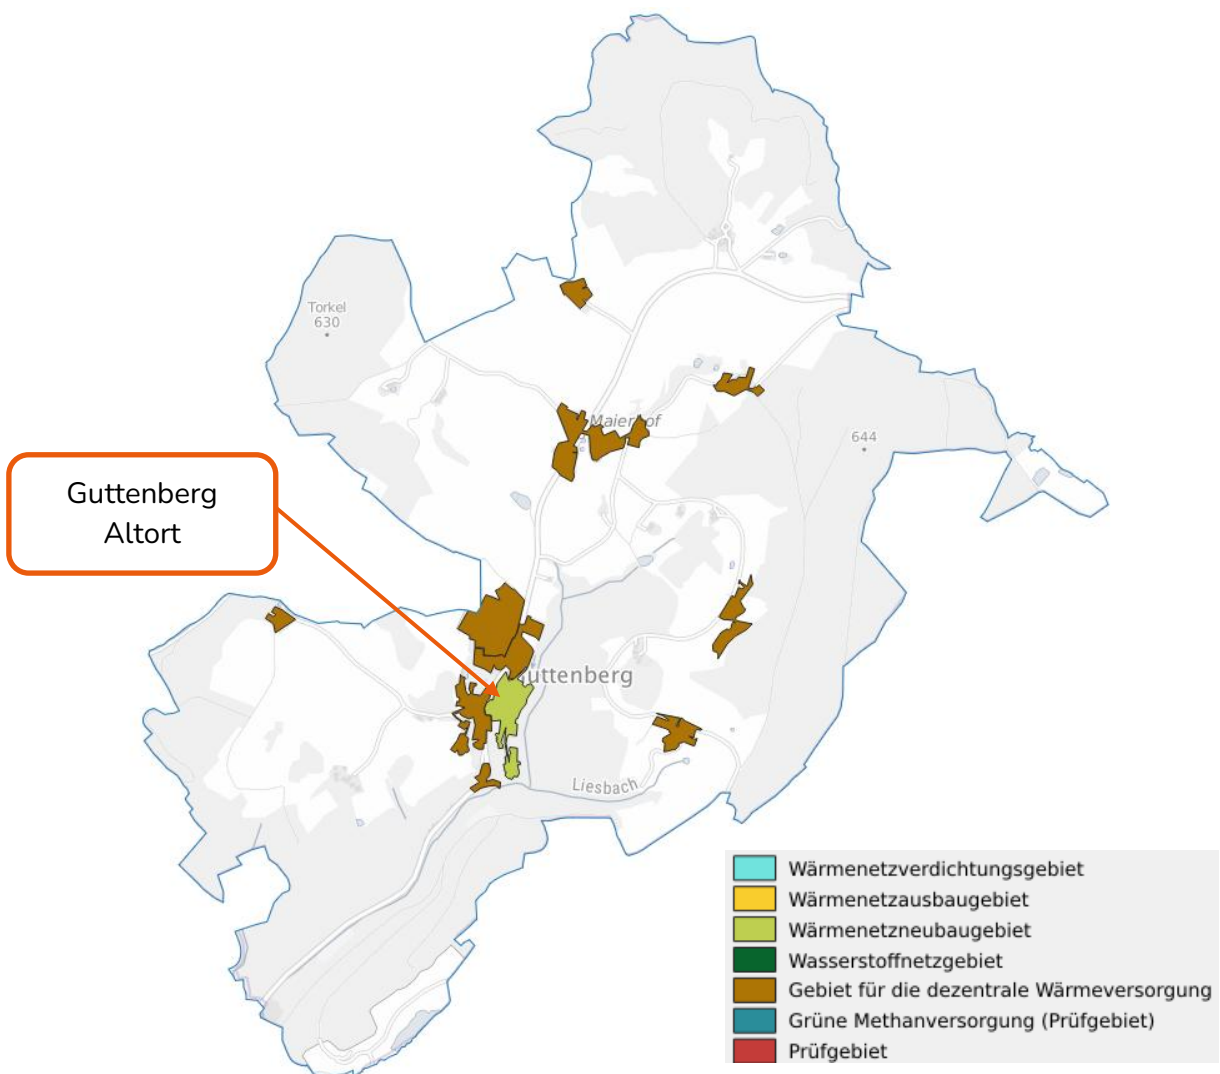 Torkel
630
Maierhof
644
Guttenberg
Altort
Guttenberg
Liesbach
Wärmenetzverdichtungsgebiet
Wärmenetzausbaugebiet
Wärmenetzneubaugebiet
Wasserstoffnetzgebiet
Gebiet für die dezentrale Wärmeversorgung
Grüne Methanversorgung (Prüfgebiet)
Prüfgebiet